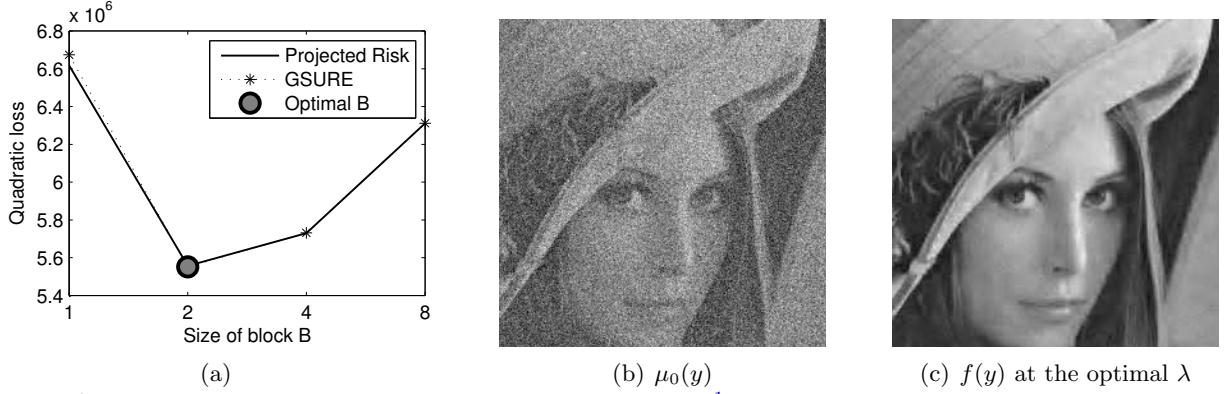 x 10^6
6.8
6.6
6.4
6.2
6
5.8
5.6
5.4
Quadratic loss
Projected Risk
GSURE
Optimal B
1 2 4 8
Size of block B
(a)
(b) μ₀(y)
(c) f(y) at the optimal λ